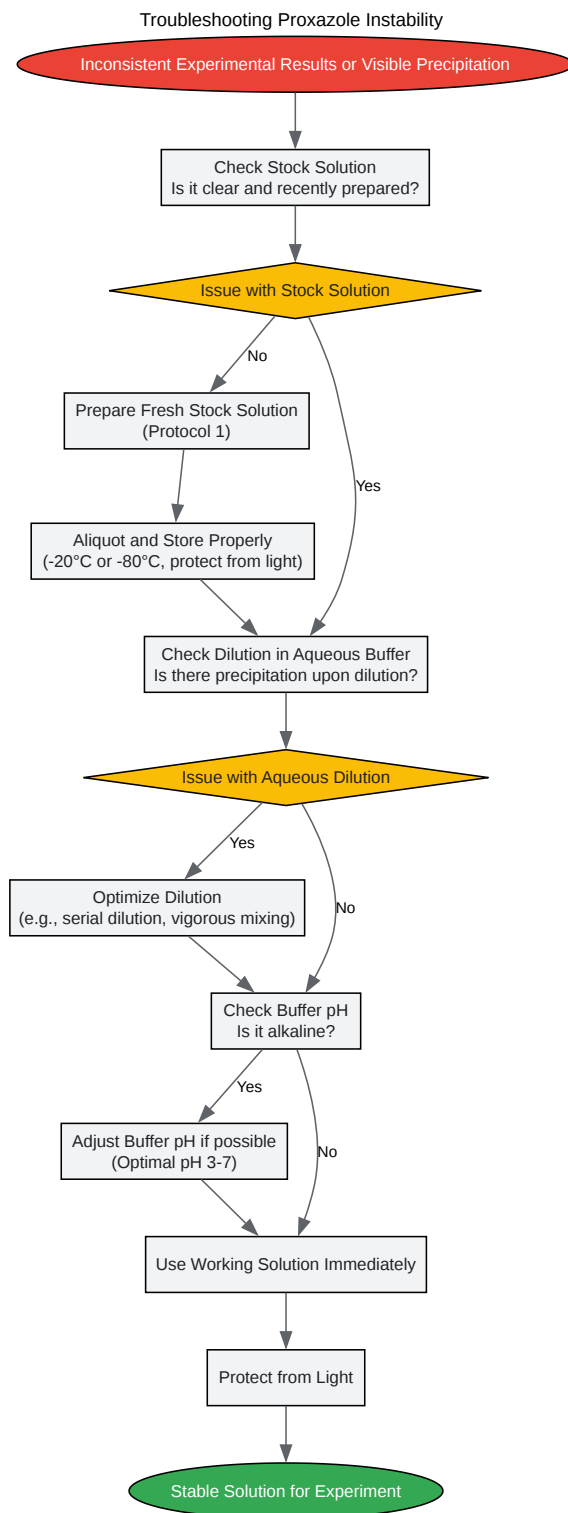 Troubleshooting Proxazole Instability
Inconsistent Experimental Results or Visible Precipitation
Check Stock Solution
Is it clear and recently prepared?
Issue with Stock Solution
No
Prepare Fresh Stock Solution
(Protocol 1)
Yes
Aliquot and Store Properly
(-20°C or -80°C, protect from light)
Check Dilution in Aqueous Buffer
Is there precipitation upon dilution?
Issue with Aqueous Dilution
Yes
Optimize Dilution
(e.g., serial dilution, vigorous mixing)
No
Check Buffer pH
Is it alkaline?
Yes
Adjust Buffer pH if possible
(Optimal pH 3-7)
No
Use Working Solution Immediately
Protect from Light
Stable Solution for Experiment